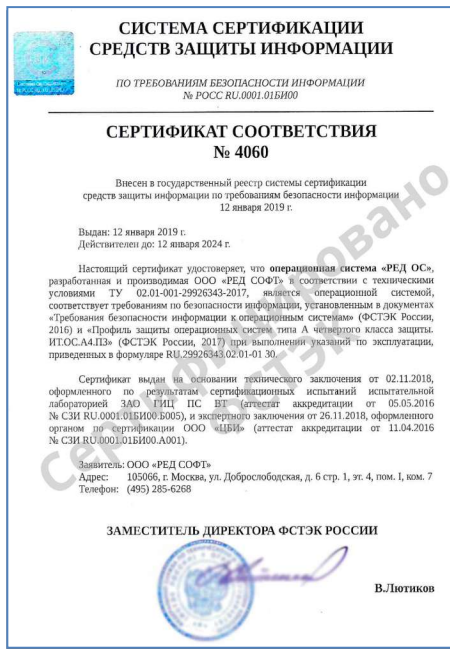 СИСТЕМА СЕРТИФИКАЦИИ
СРЕДСТВ ЗАЩИТЫ ИНФОРМАЦИИ
ПО ТРЕБОВАНИЯМ БЕЗОПАСНОСТИ ИНФОРМАЦИИ
№ РОСС RU.0001.01БИ00
СЕРТИФИКАТ СООТВЕТСТВИЯ
№ 4060
Внесен в государственный реестр системы сертификации
средств защиты информации по требованиям безопасности информации
12 января 2019 г.
Выдан: 12 января 2019 г.
Действителен до: 12 января 2024 г.
Настоящий сертификат удостоверяет, что операционная система «РЕД ОС»,
разработанная и производимая ООО «РЕД СОФТ» в соответствии с техническими
условиями ТУ 02.01-001-29926343-2017, является операционной системой,
соответствует требованиям по безопасности информации, установленным в документах
«Требования безопасности информации к операционным системам» (ФСТЭК России,
2016) и «Профиль защиты операционных систем типа А четвертого класса защиты.
ИТ.ОС.А4.ПЗ» (ФСТЭК России, 2017) при выполнении указаний по эксплуатации,
приведенных в формуляре RU.29926343.02.01-01 30.
Сертификат выдан на основании технического заключения от 02.11.2018,
оформленного по результатам сертификационных испытаний испытательной
лабораторией ЗАО ГИЦ ПС ВТ (аттестат аккредитации от 05.05.2016
№ СЗИ RU.0001.01БИ00.Б005), и экспертного заключения от 26.11.2018, оформленного
органом по сертификации ООО «ЦБИ» (аттестат аккредитации от 11.04.2016
№ СЗИ RU.0001.01БИ00.А001).
Заявитель: ООО «РЕД СОФТ»
Адрес: 105066, г. Москва, ул. Доброслободская, д. 6 стр. 1, эт. 4, пом. I, ком. 7
Телефон: (495) 285-6268
Сертифицировано
ФСТЭК
ЗАМЕСТИТЕЛЬ ДИРЕКТОРА ФСТЭК РОССИИ
В.Лютиков